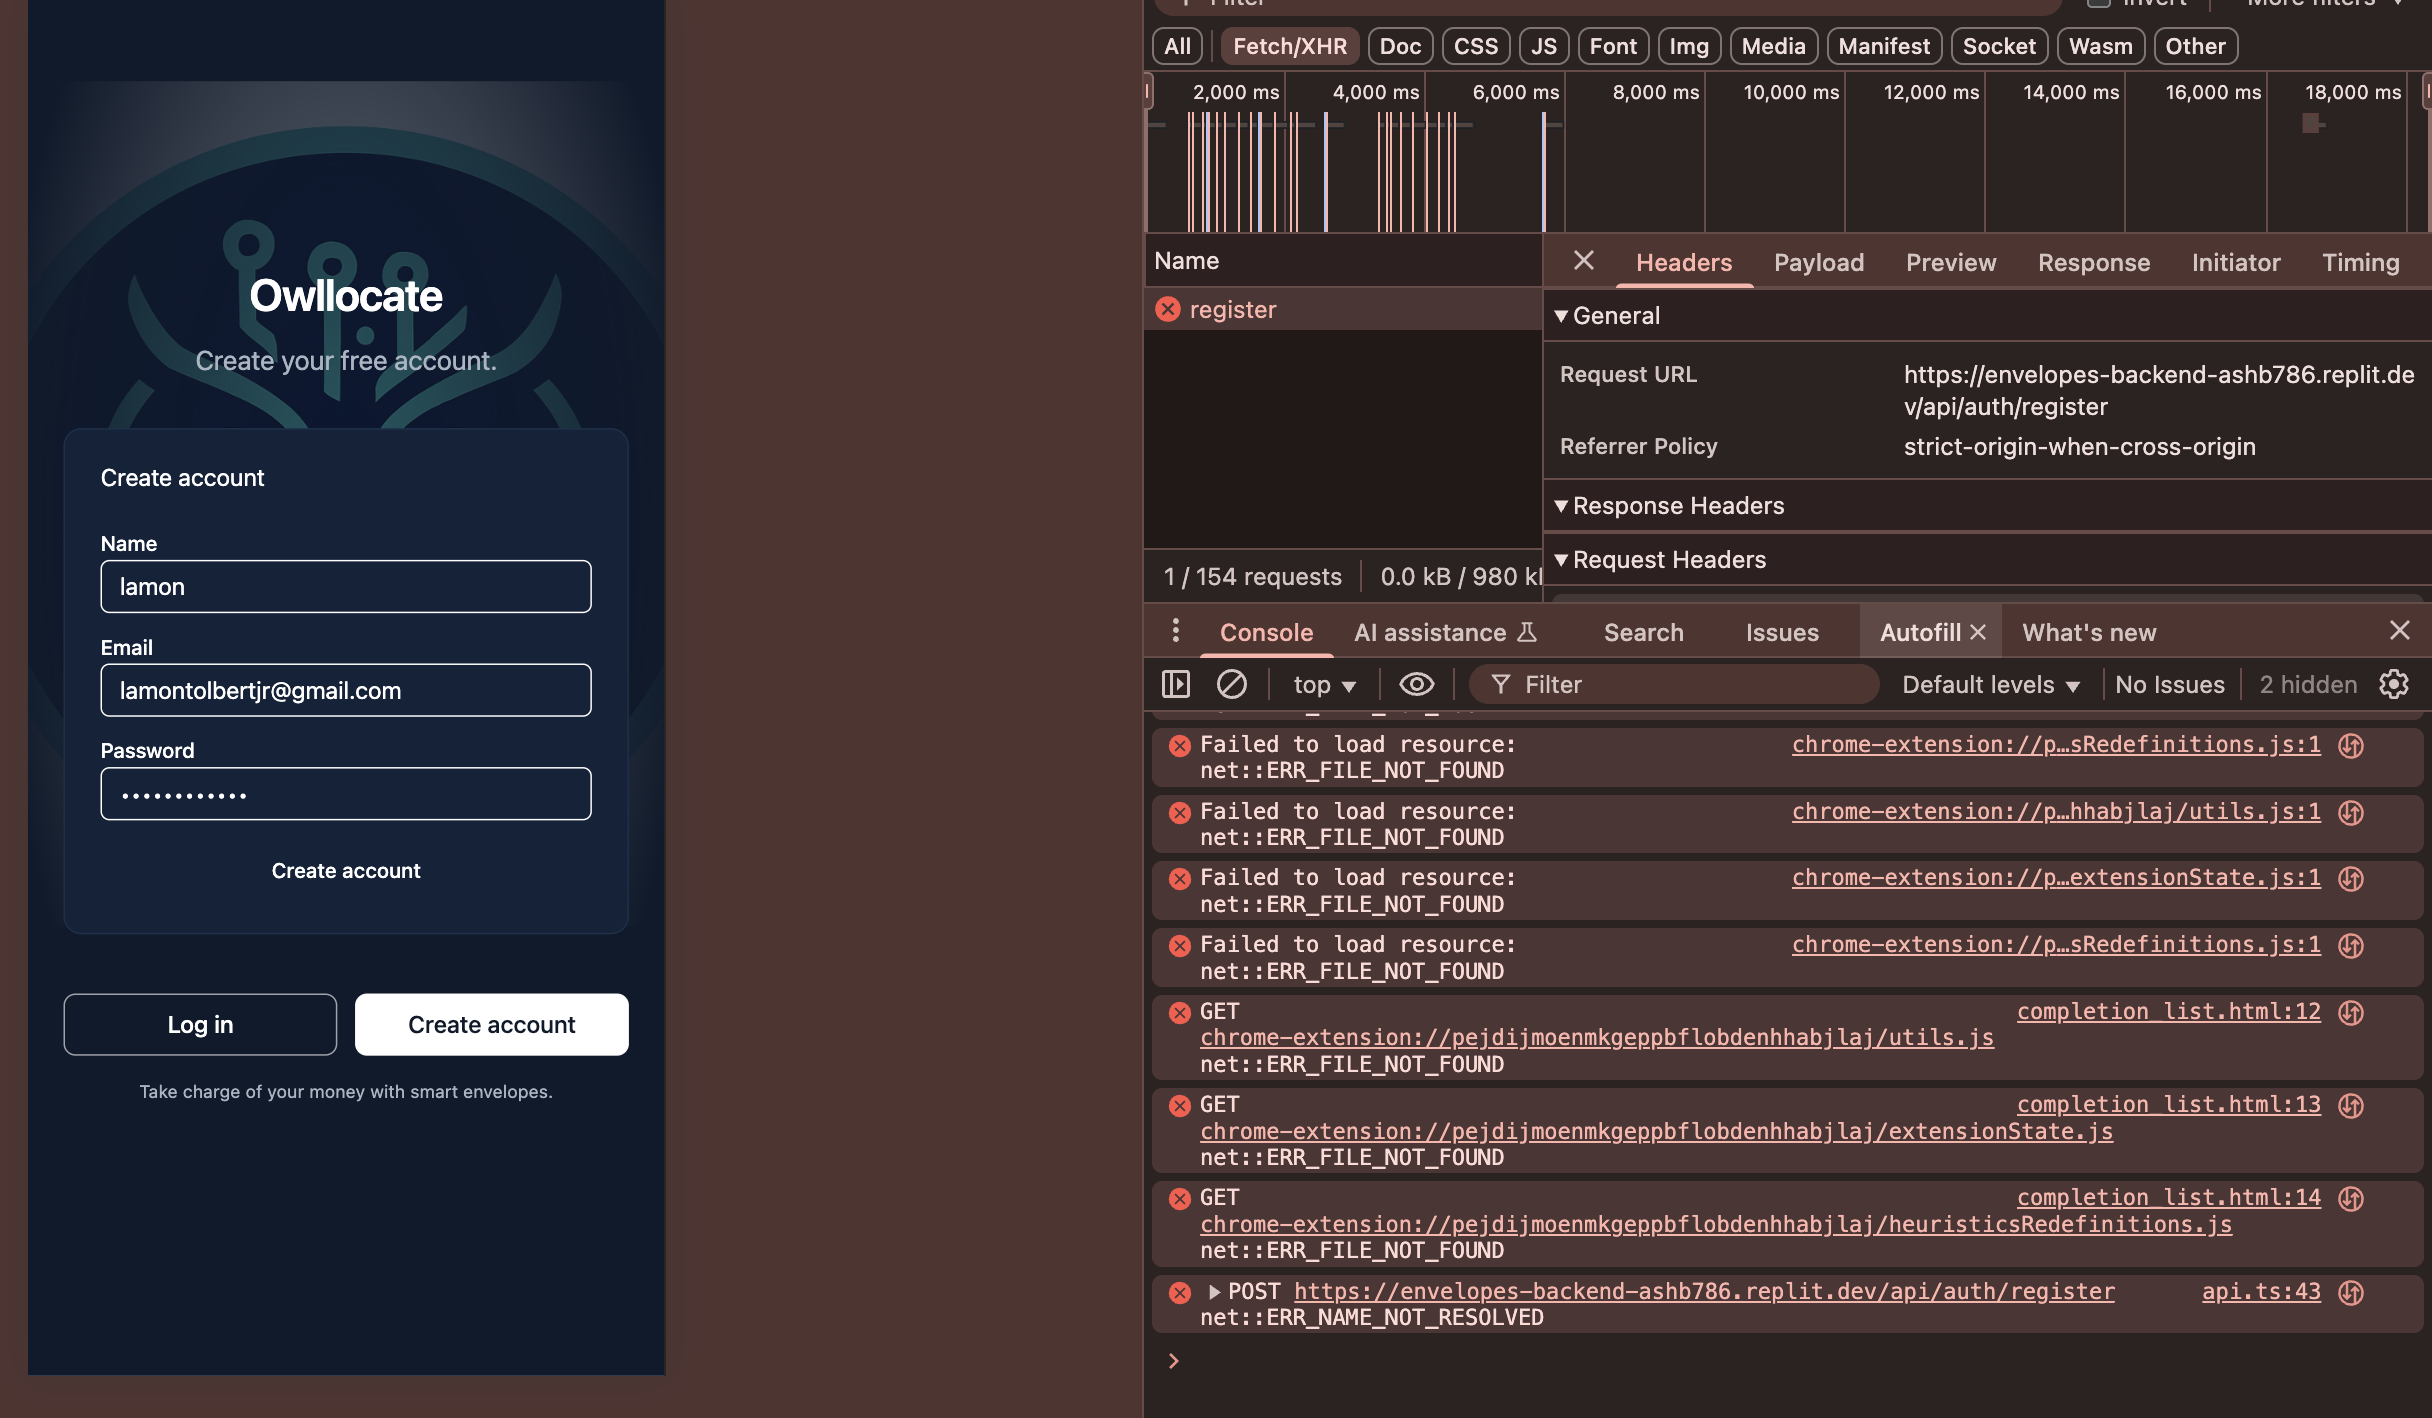 Owllocate
Create your free account.
Create account
Name
lamon
Email
lamontolbertjr@gmail.com
Password
••••••••••••
Create account
Log in
Create account
Take charge of your money with smart envelopes.
Filter
Invert
More filters
All
Fetch/XHR
Doc
CSS
JS
Font
Img
Media
Manifest
Socket
Wasm
Other
2,000 ms
4,000 ms
6,000 ms
8,000 ms
10,000 ms
12,000 ms
14,000 ms
16,000 ms
18,000 ms
Name
register
1 / 154 requests
0.0 kB / 980 k
Headers
Payload
Preview
Response
Initiator
Timing
General
Request URL
https://envelopes-backend-ashb786.replit.de
v/api/auth/register
Referrer Policy
strict-origin-when-cross-origin
Response Headers
Request Headers
Console
AI assistance
Search
Issues
Autofill
What's new
top
Filter
Default levels
No Issues
2 hidden
Failed to load resource: chrome-extension://p…sRedefinitions.js:1
net::ERR_FILE_NOT_FOUND
Failed to load resource: chrome-extension://p…hhabjlaj/utils.js:1
net::ERR_FILE_NOT_FOUND
Failed to load resource: chrome-extension://p…extensionState.js:1
net::ERR_FILE_NOT_FOUND
Failed to load resource: chrome-extension://p…sRedefinitions.js:1
net::ERR_FILE_NOT_FOUND
GET completion_list.html:12
chrome-extension://pejdijmoenmkgeppbflobdenhhabjlaj/utils.js
net::ERR_FILE_NOT_FOUND
GET completion_list.html:13
chrome-extension://pejdijmoenmkgeppbflobdenhhabjlaj/extensionState.js
net::ERR_FILE_NOT_FOUND
GET completion_list.html:14
chrome-extension://pejdijmoenmkgeppbflobdenhhabjlaj/heuristicsRedefinitions.js
net::ERR_FILE_NOT_FOUND
POST https://envelopes-backend-ashb786.replit.dev/api/auth/register api.ts:43
net::ERR_NAME_NOT_RESOLVED